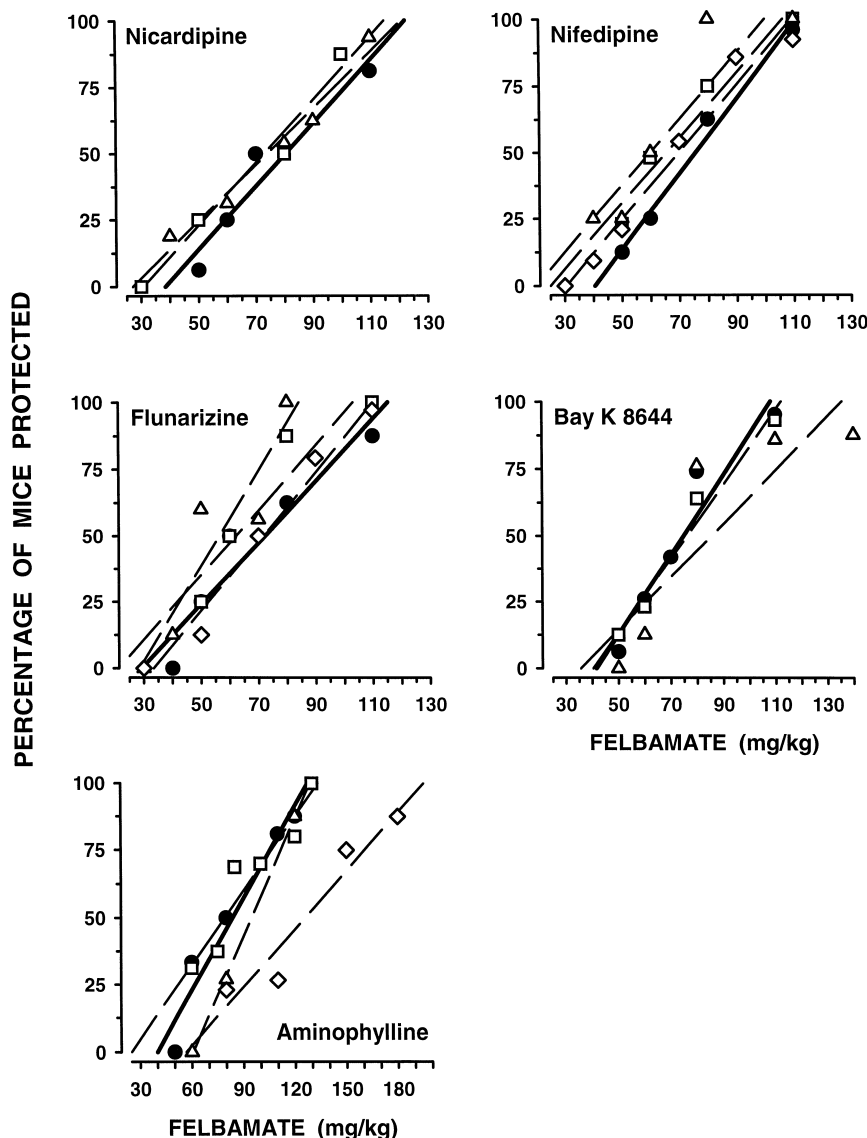 PERCENTAGE OF MICE PROTECTED
Nicardipine
100
75
50
25
0
30 50 70 90 110 130
Nifedipine
100
75
50
25
0
30 50 70 90 110 130
Flunarizine
100
75
50
25
0
30 50 70 90 110 130
Bay K 8644
100
75
50
25
0
30 50 70 90 110 130
FELBAMATE (mg/kg)
100
75
50
25
0
Aminophylline
30 60 90 120 150 180
FELBAMATE (mg/kg)